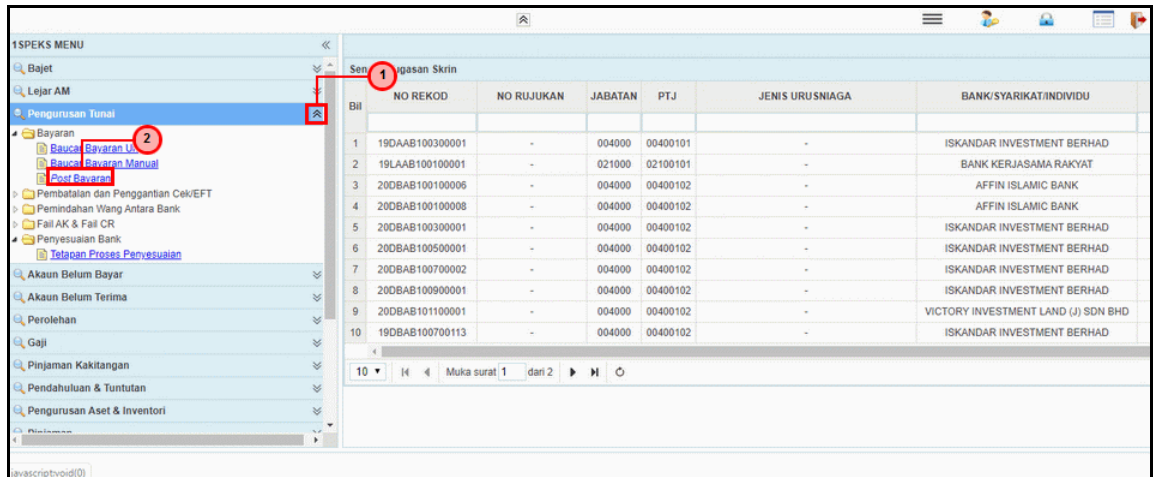 1SPEKS MENU
Bajet
Lejar AM
Pengurusan Tunai
Bayaran
Baucar Bayaran
Baucar Bayaran Manual
Post Bayaran
Pembatalan dan Penggantian Cek/EFT
Pemindahan Wang Antara Bank
Fail AK & Fail CR
Penyesuaian Bank
Tetapan Proses Penyesuaian
Akaun Belum Bayar
Akaun Belum Terima
Perolehan
Gaji
Pinjaman Kakitangan
Pendahuluan & Tuntutan
Pengurusan Aset & Inventori
1
2
Sen ugasan Skrin
Bil NO REKOD NO RUJUKAN JABATAN PTJ JENIS URUSNIAGA BANK/SYARIKAT/INDIVIDU
1 19DAAB100300001 - 004000 00400101 - ISKANDAR INVESTMENT BERHAD
2 19LAAB100100001 - 021000 02100101 - BANK KERJASAMA RAKYAT
3 20DBAB100100006 - 004000 00400102 - AFFIN ISLAMIC BANK
4 20DBAB100100008 - 004000 00400102 - AFFIN ISLAMIC BANK
5 20DBAB100300001 - 004000 00400102 - ISKANDAR INVESTMENT BERHAD
6 20DBAB100500001 - 004000 00400102 - ISKANDAR INVESTMENT BERHAD
7 20DBAB100700002 - 004000 00400102 - ISKANDAR INVESTMENT BERHAD
8 20DBAB100900001 - 004000 00400102 - ISKANDAR INVESTMENT BERHAD
9 20DBAB101100001 - 004000 00400102 - VICTORY INVESTMENT LAND (J) SDN BHD
10 19DBAB100700113 - 004000 00400102 - ISKANDAR INVESTMENT BERHAD
10 Muka surat 1 dari 2
javascript:void(0)